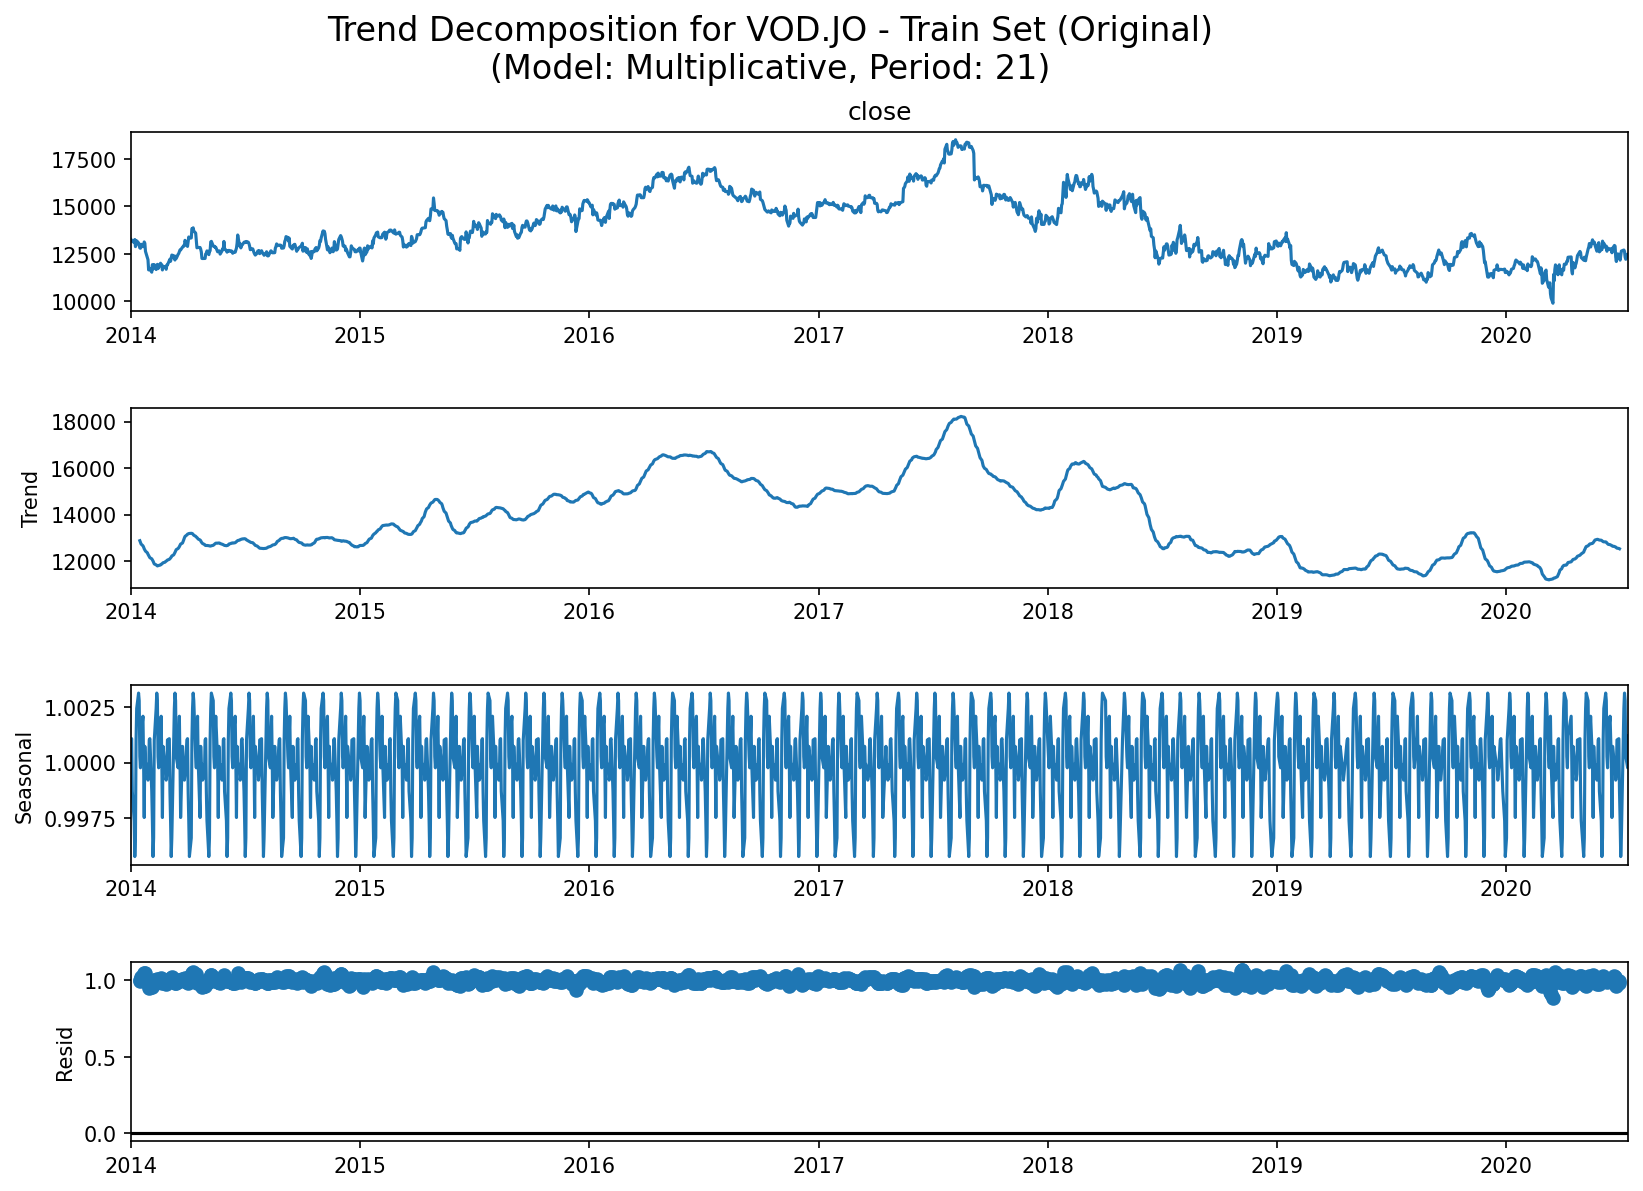 Trend Decomposition for VOD.JO - Train Set (Original)
(Model: Multiplicative, Period: 21)
close
17500
15000
12500
10000
2014 2015 2016 2017 2018 2019 2020
Trend
18000
16000
14000
12000
2014 2015 2016 2017 2018 2019 2020
Seasonal
1.0025
1.0000
0.9975
2014 2015 2016 2017 2018 2019 2020
Resid
1.0
0.5
0.0
2014 2015 2016 2017 2018 2019 2020